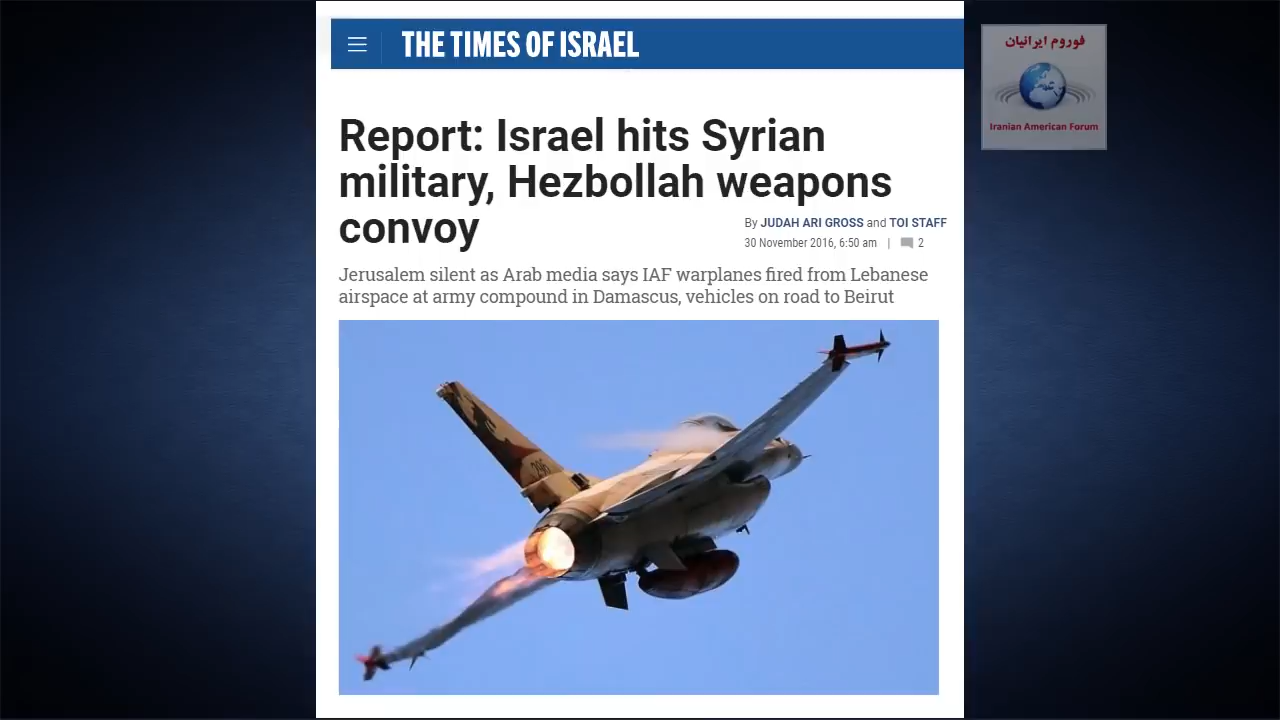 THE TIMES OF ISRAEL
فوروم ایرانیان
Iranian American Forum
Report: Israel hits Syrian
military, Hezbollah weapons
convoy
By JUDAH ARI GROSS and TOI STAFF
30 November 2016, 6:50 am | 2
Jerusalem silent as Arab media says IAF warplanes fired from Lebanese
airspace at army compound in Damascus, vehicles on road to Beirut
296